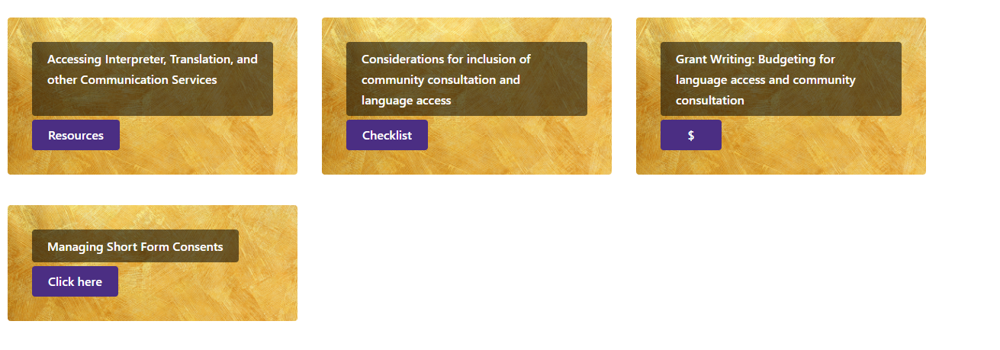 Accessing Interpreter, Translation, and
other Communication Services
Resources
Considerations for inclusion of
community consultation and
language access
Checklist
Grant Writing: Budgeting for
language access and community
consultation
$
Managing Short Form Consents
Click here